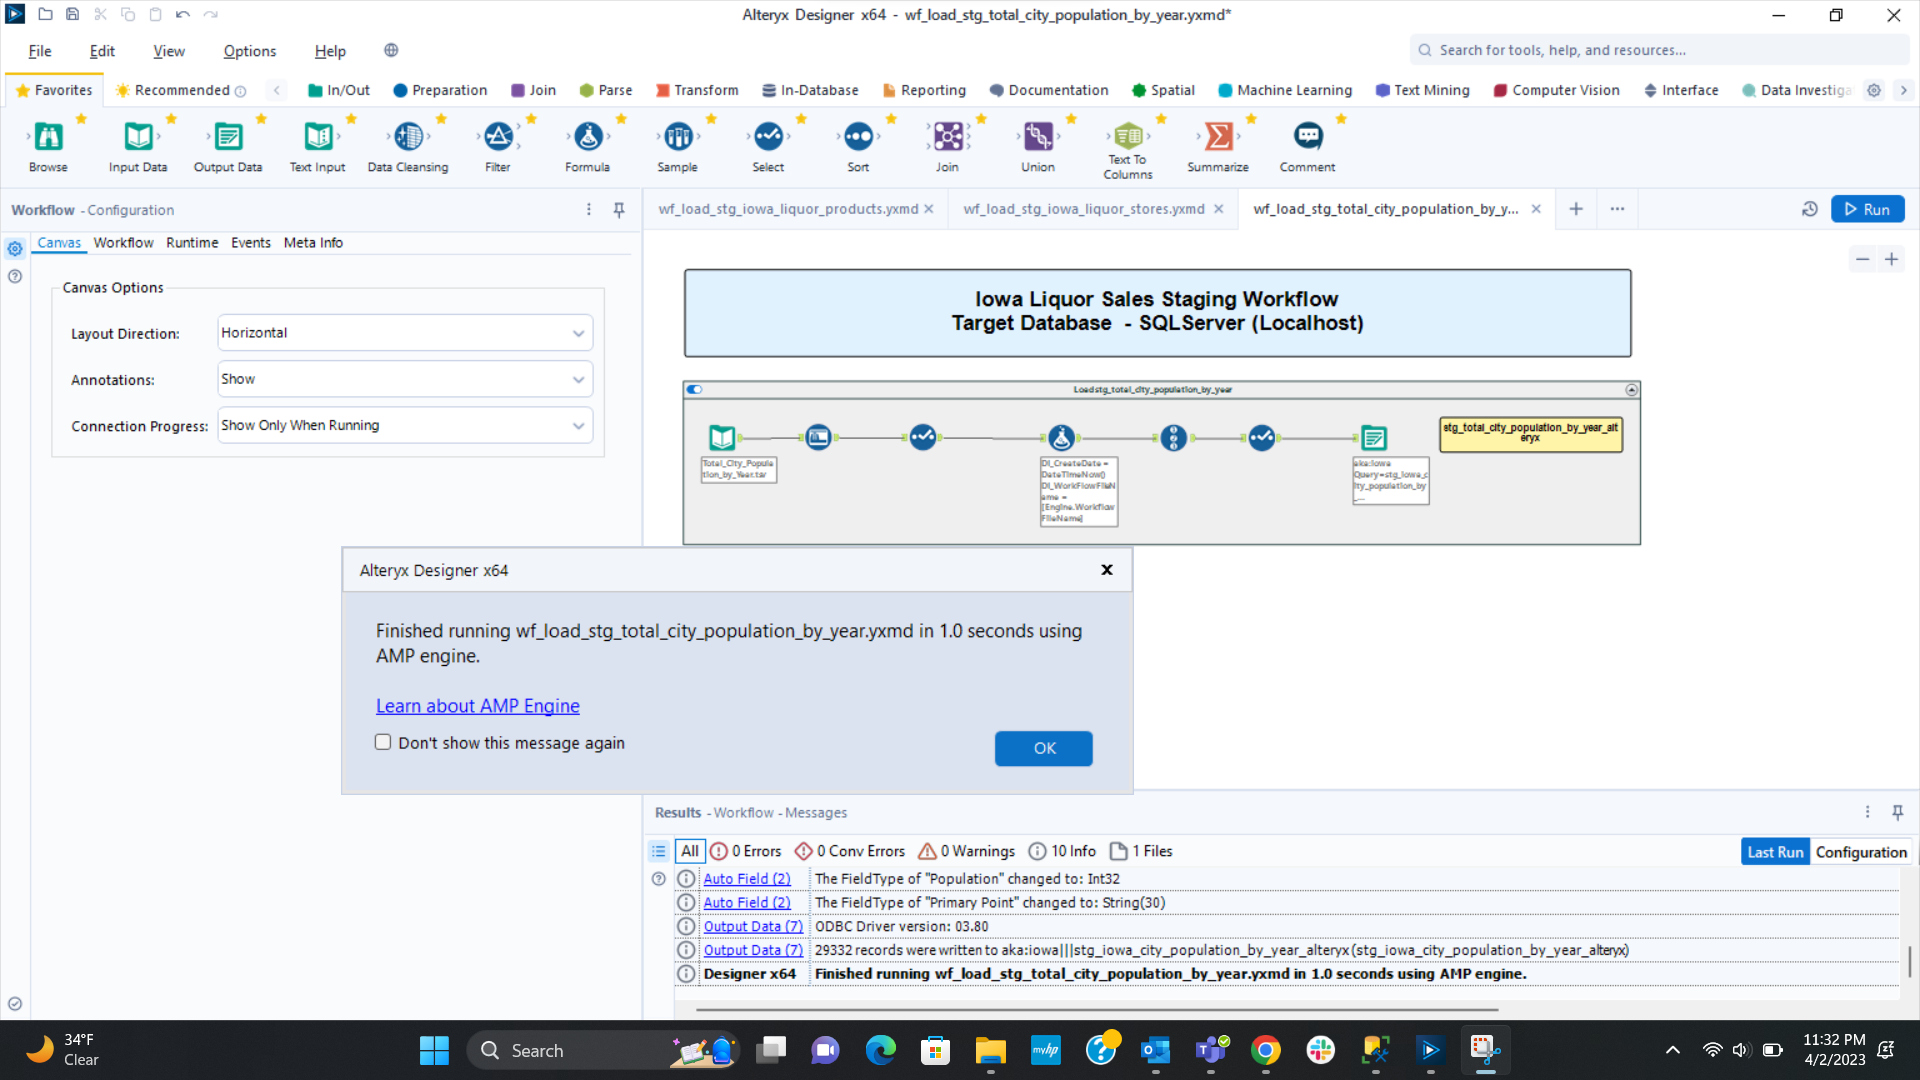 Alteryx Designer x64 - wf_load_stg_total_city_population_by_year.yxmd*
File Edit View Options Help
Search for tools, help, and resources...
Favorites Recommended In/Out Preparation Join Parse Transform In-Database Reporting Documentation Spatial Machine Learning Text Mining Computer Vision Interface Data Investiga
Browse Input Data Output Data Text Input Data Cleansing Filter Formula Sample Select Sort Join Union Text To Columns Summarize Comment
Workflow - Configuration
wf_load_stg_iowa_liquor_products.yxmd wf_load_stg_iowa_liquor_stores.yxmd wf_load_stg_total_city_population_by_y...
Run
Canvas Workflow Runtime Events Meta Info
Canvas Options
Layout Direction: Horizontal
Annotations: Show
Connection Progress: Show Only When Running
Iowa Liquor Sales Staging Workflow
Target Database - SQLServer (Localhost)
Load stg_total_city_population_by_year
Total_City_Popula
tion_by_Year.tar
DI_CreateDate =
DateTimeNow()
DI_WorkFlowFileN
ame =
[Engine.Workflow
FileName]
aka:iowa
Query=stg_iowa_c
ity_population_by
_...
stg_total_city_population_by_year_alt
eryx
Alteryx Designer x64
Finished running wf_load_stg_total_city_population_by_year.yxmd in 1.0 seconds using
AMP engine.
Learn about AMP Engine
Don't show this message again
OK
Results - Workflow - Messages
All 0 Errors 0 Conv Errors 0 Warnings 10 Info 1 Files
Last Run Configuration
Auto Field (2) The FieldType of "Population" changed to: Int32
Auto Field (2) The FieldType of "Primary Point" changed to: String(30)
Output Data (7) ODBC Driver version: 03.80
Output Data (7) 29332 records were written to aka:iowa|||stg_iowa_city_population_by_year_alteryx (stg_iowa_city_population_by_year_alteryx)
Designer x64 Finished running wf_load_stg_total_city_population_by_year.yxmd in 1.0 seconds using AMP engine.
34°F
Clear
Search
myhp
11:32 PM
4/2/2023